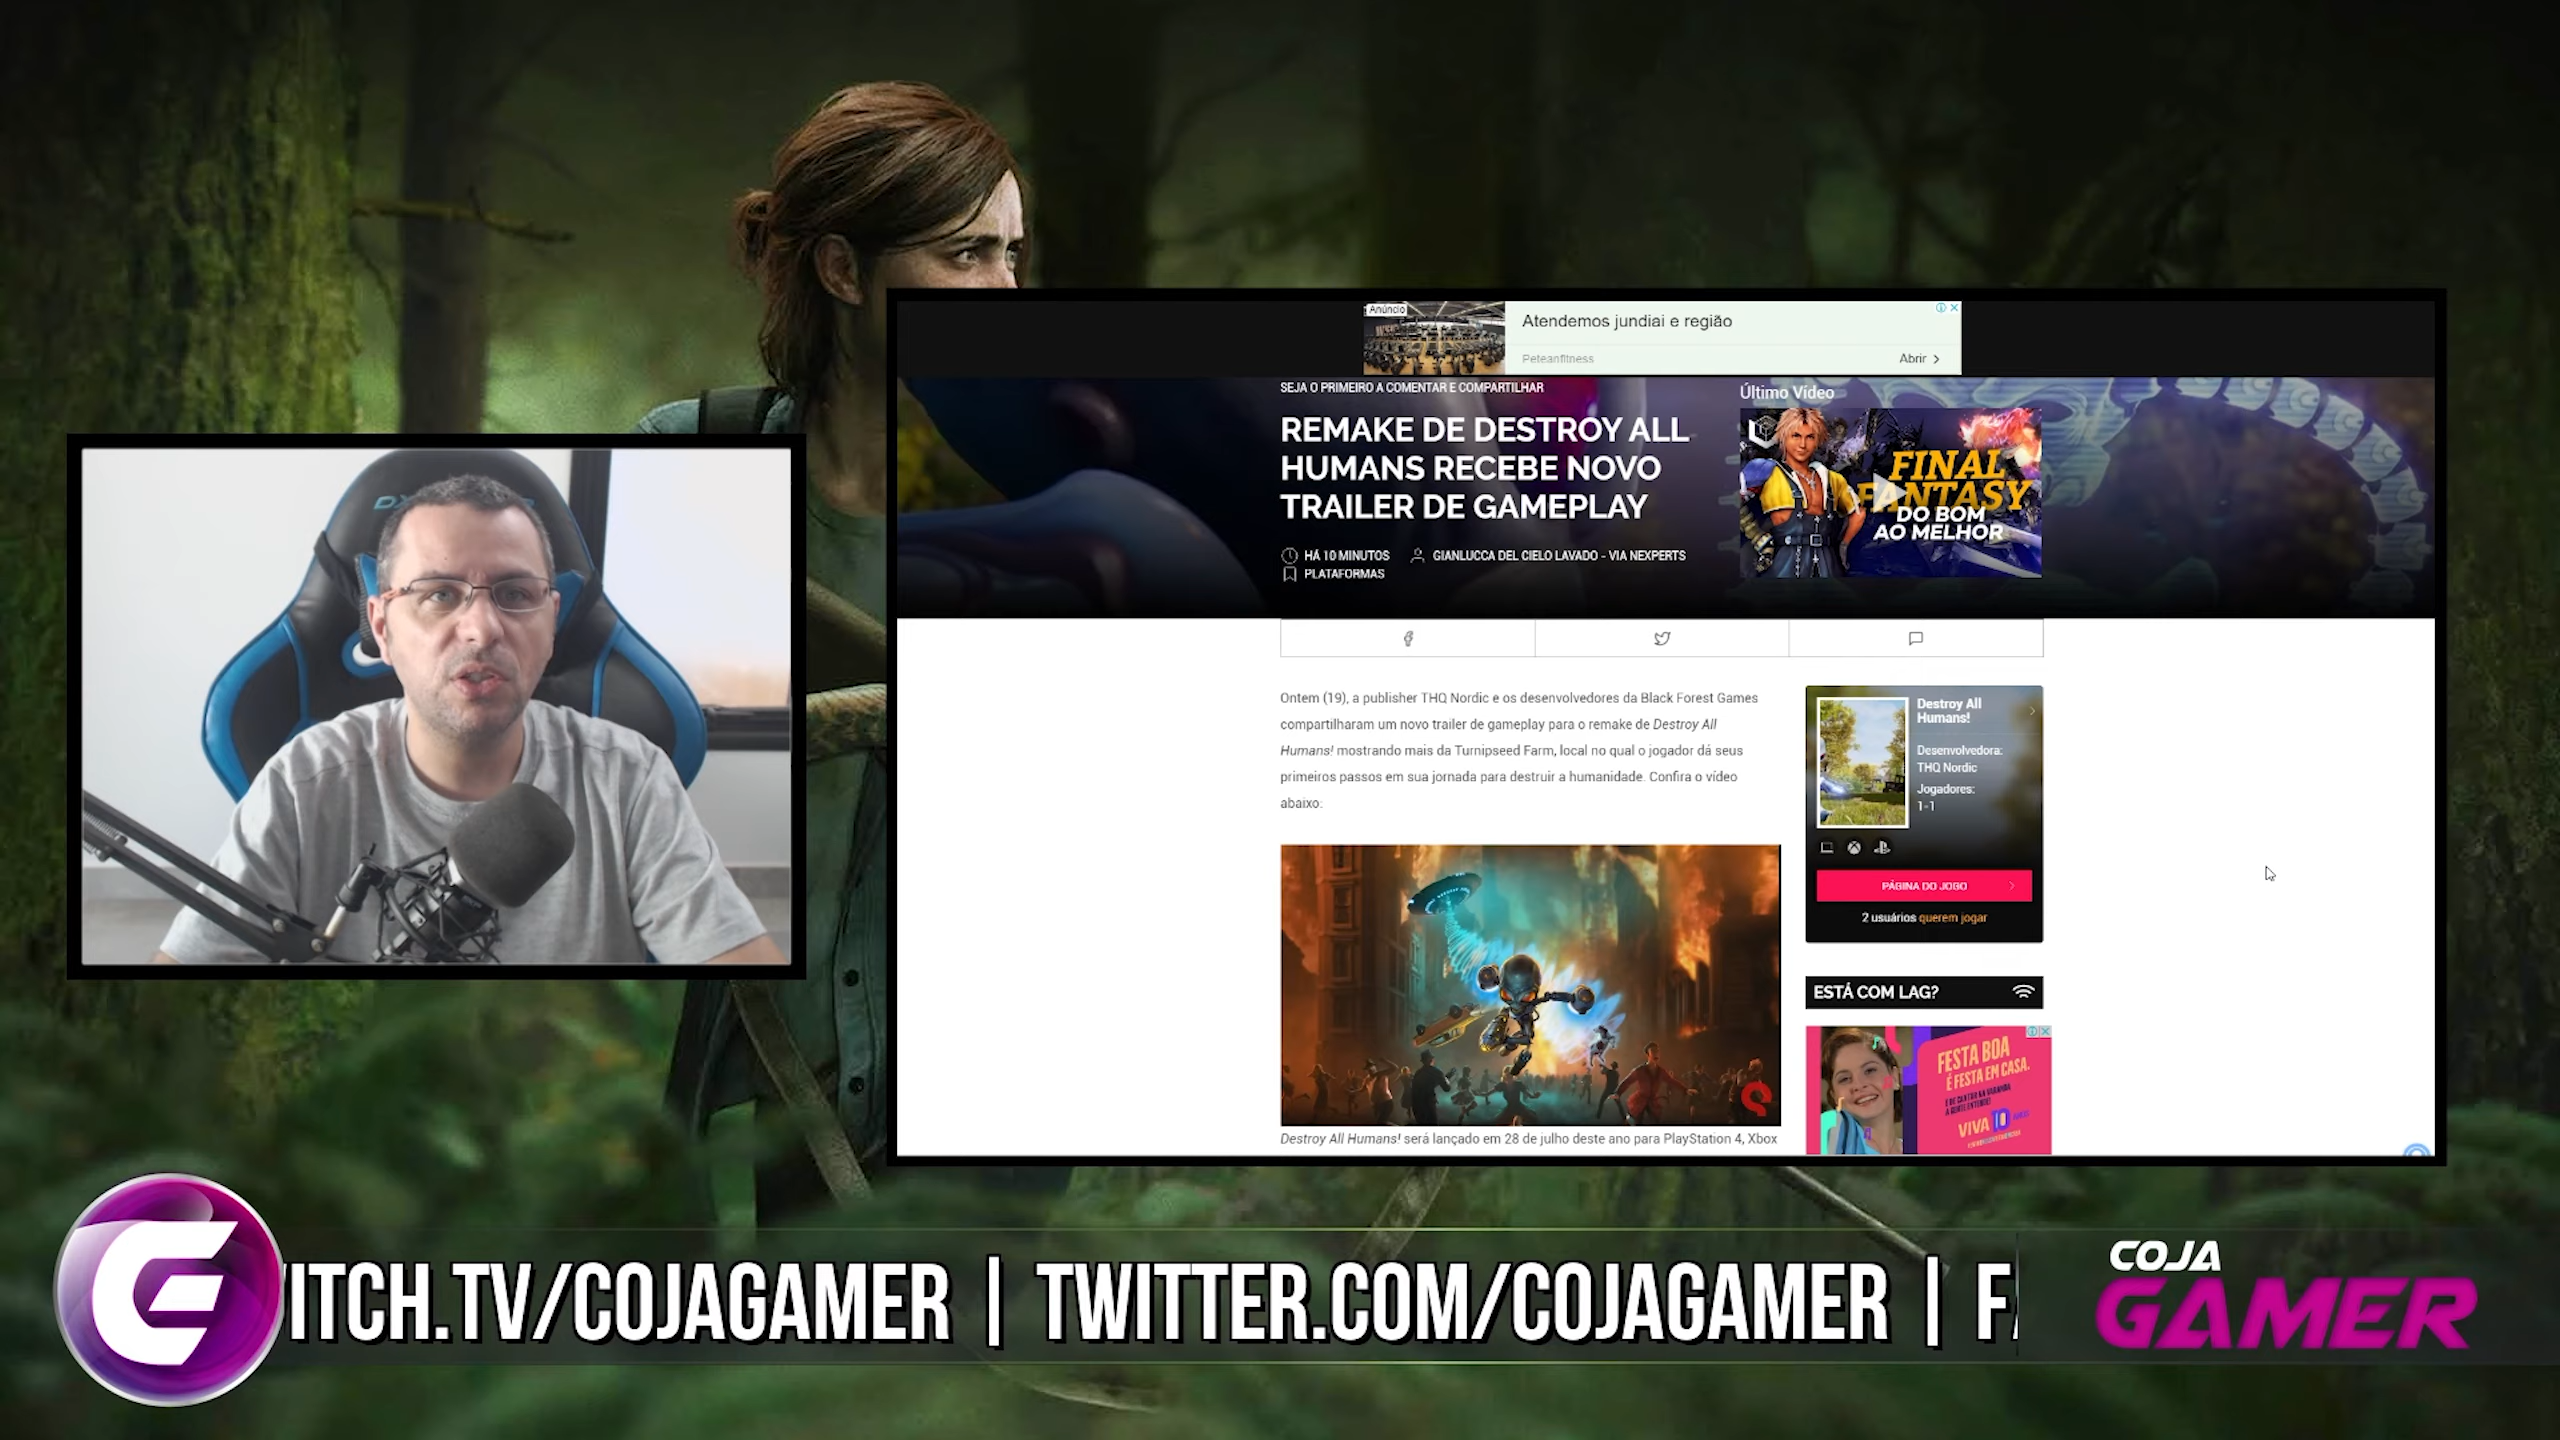 Anúncio
Atendemos jundiai e região
Peteanfitness
Abrir
SEJA O PRIMEIRO A COMENTAR E COMPARTILHAR
REMAKE DE DESTROY ALL
HUMANS RECEBE NOVO
TRAILER DE GAMEPLAY
HÁ 10 MINUTOS
GIANLUCCA DEL CIELO LAVADO - VIA NEXPERTS
PLATAFORMAS
Último Vídeo
FINAL
FANTASY
DO BOM
AO MELHOR
Ontem (19), a publisher THQ Nordic e os desenvolvedores da Black Forest Games
compartilharam um novo trailer de gameplay para o remake de Destroy All
Humans! mostrando mais da Turnipseed Farm, local no qual o jogador dá seus
primeiros passos em sua jornada para destruir a humanidade. Confira o vídeo
abaixo:
Destroy All Humans! será lançado em 28 de julho deste ano para PlayStation 4, Xbox
Destroy All
Humans!
Desenvolvedora:
THQ Nordic
Jogadores:
1-1
PÁGINA DO JOGO
2 usuários querem jogar
ESTÁ COM LAG?
FESTA BOA
É FESTA EM CASA.
VIVA 10
WITCH.TV/COJAGAMER | TWITTER.COM/COJAGAMER | FA
COJA
GAMER